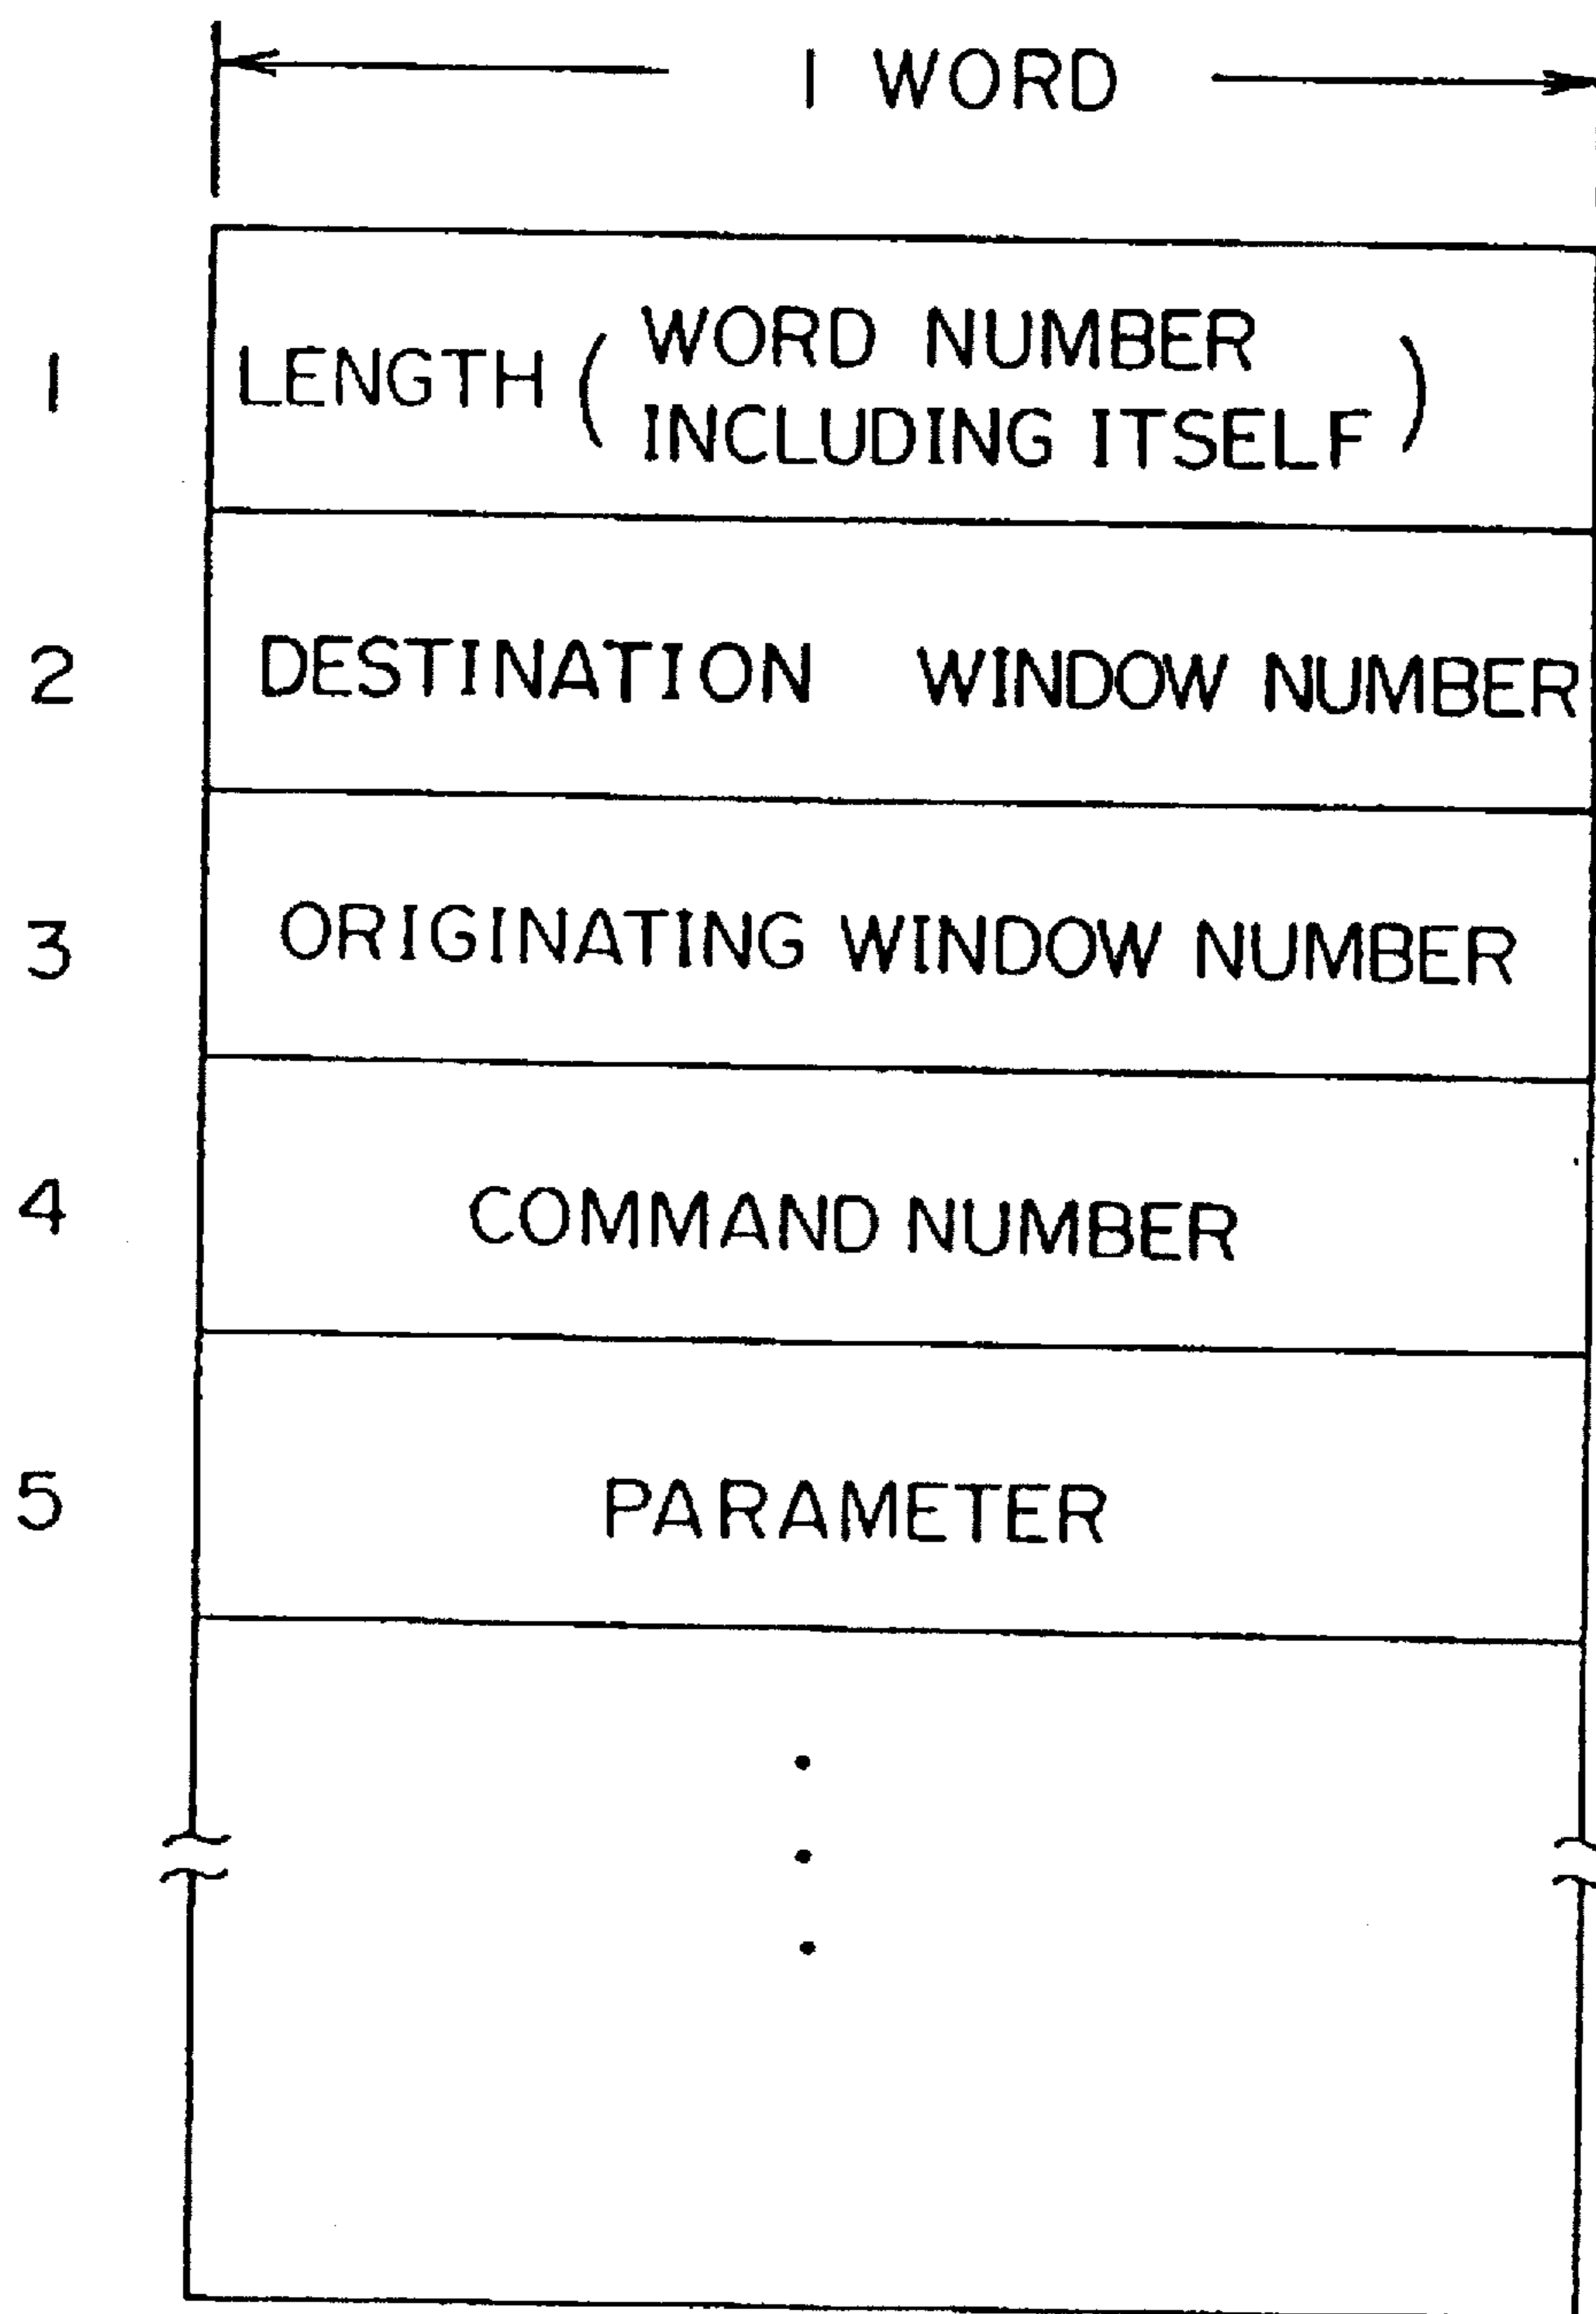 1 WORD
1 LENGTH ( WORD NUMBER
INCLUDING ITSELF )
2 DESTINATION WINDOW NUMBER
3 ORIGINATING WINDOW NUMBER
4 COMMAND NUMBER
5 PARAMETER